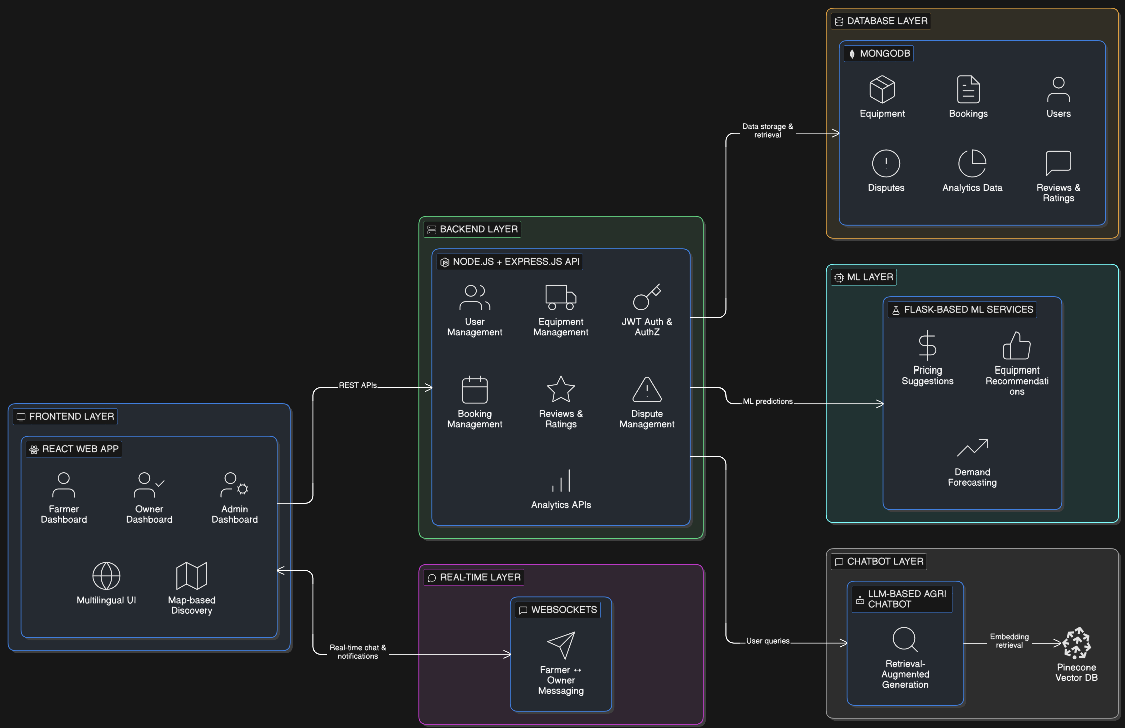 DATABASE LAYER
MONGODB
Equipment
Bookings
Users
Disputes
Analytics Data
Reviews &
Ratings
Data storage &
retrieval
BACKEND LAYER
NODE.JS + EXPRESS.JS API
User
Management
Equipment
Management
JWT Auth &
AuthZ
Booking
Management
Reviews &
Ratings
Dispute
Management
Analytics APIs
ML LAYER
FLASK-BASED ML SERVICES
Pricing
Suggestions
Equipment
Recommendati
ons
Demand
Forecasting
ML predictions
REST APIs
FRONTEND LAYER
REACT WEB APP
Farmer
Dashboard
Owner
Dashboard
Admin
Dashboard
Multilingual UI
Map-based
Discovery
Real-time chat &
notifications
REAL-TIME LAYER
WEBSOCKETS
Farmer ↔
Owner
Messaging
User queries
CHATBOT LAYER
LLM-BASED AGRI
CHATBOT
Retrieval-
Augmented
Generation
Embedding
retrieval
Pinecone
Vector DB